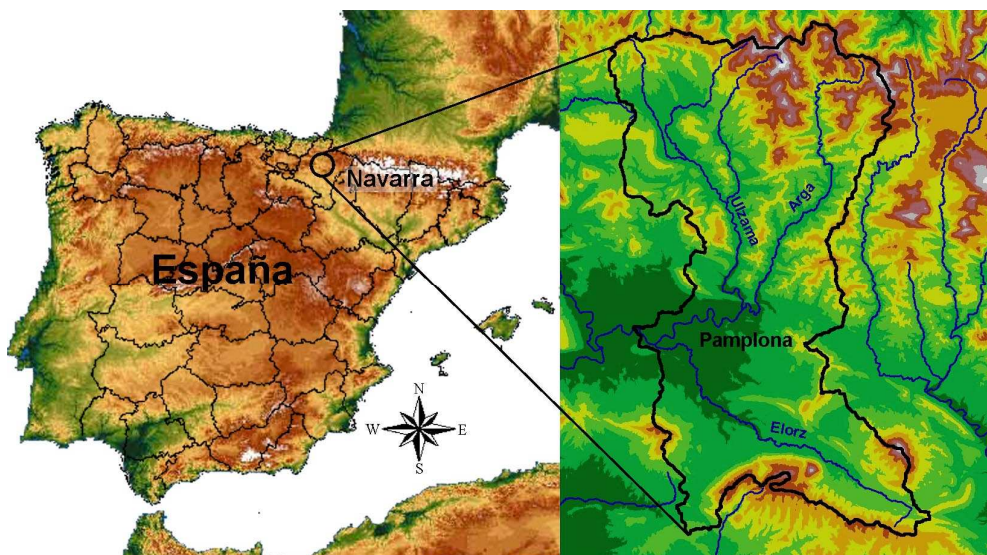 Navarra
España
N
W
E
S
Ulzama
Arga
Pamplona
Elorz